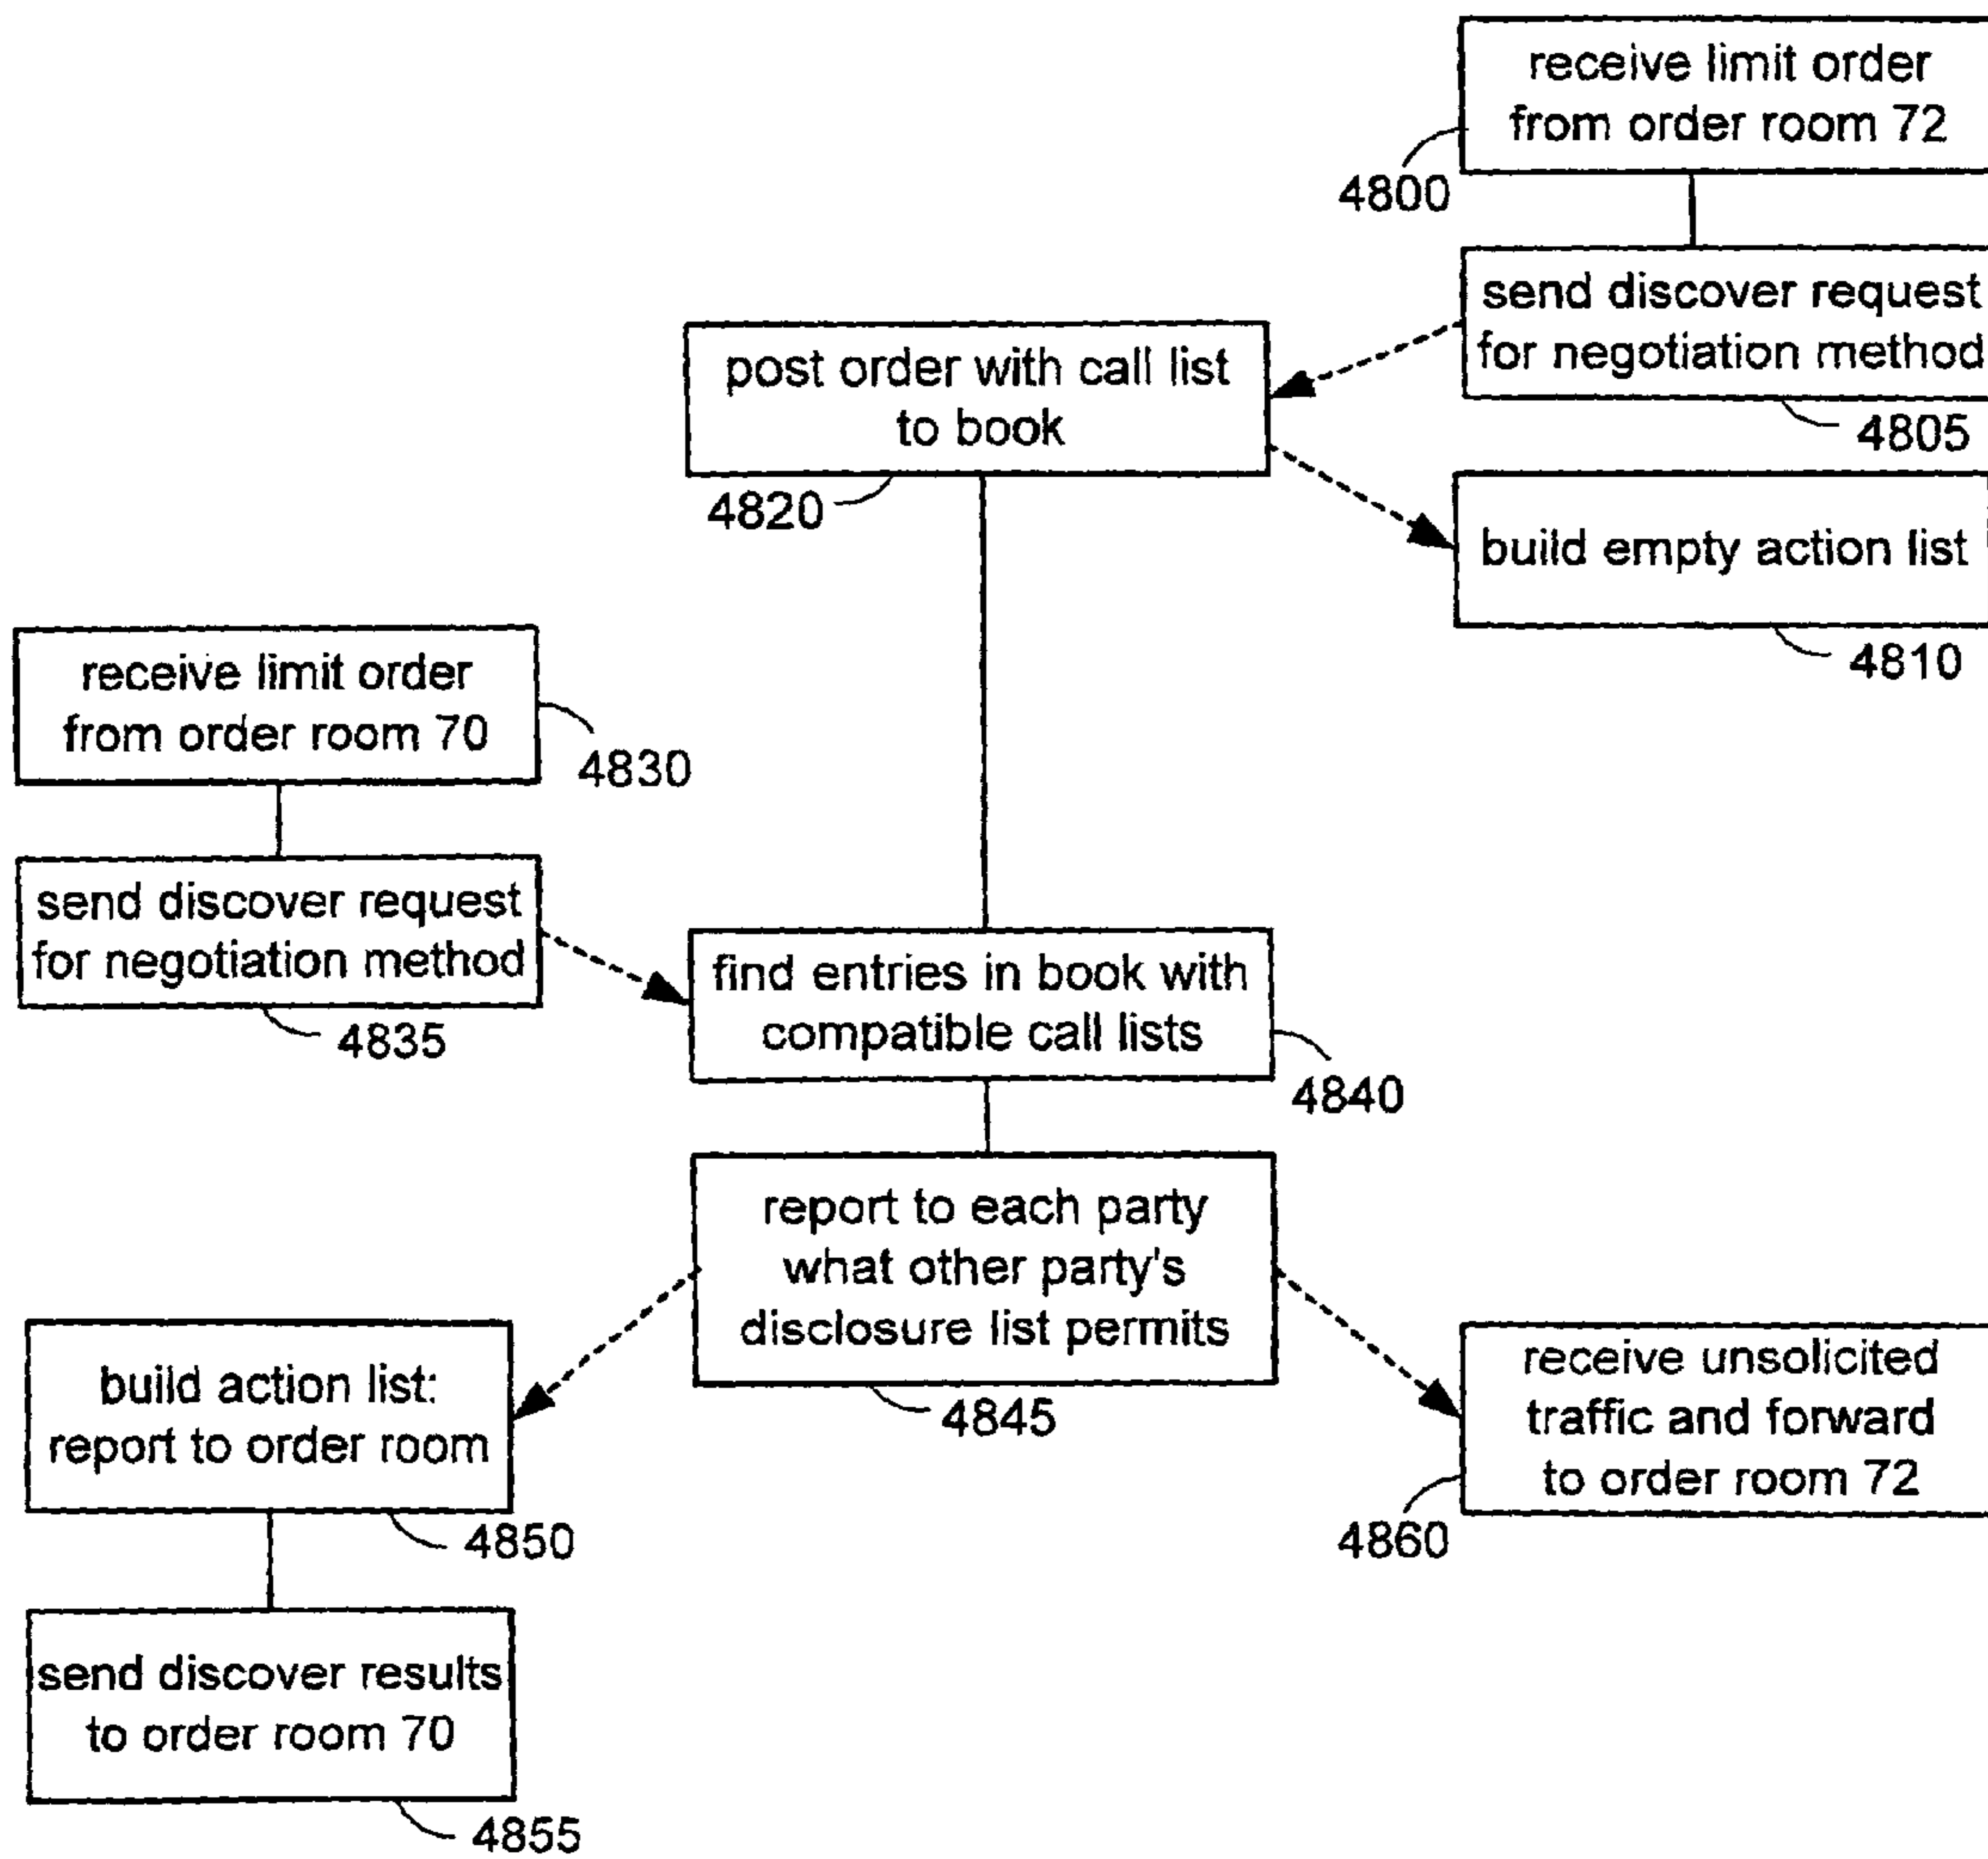 receive limit order
from order room 72
4800
send discover request
for negotiation method
4805
post order with call list
to book
4820
build empty action list
4810
receive limit order
from order room 70
4830
send discover request
for negotiation method
4835
find entries in book with
compatible call lists
4840
report to each party
what other party's
disclosure list permits
4845
build action list:
report to order room
4850
receive unsolicited
traffic and forward
to order room 72
4860
send discover results
to order room 70
4855